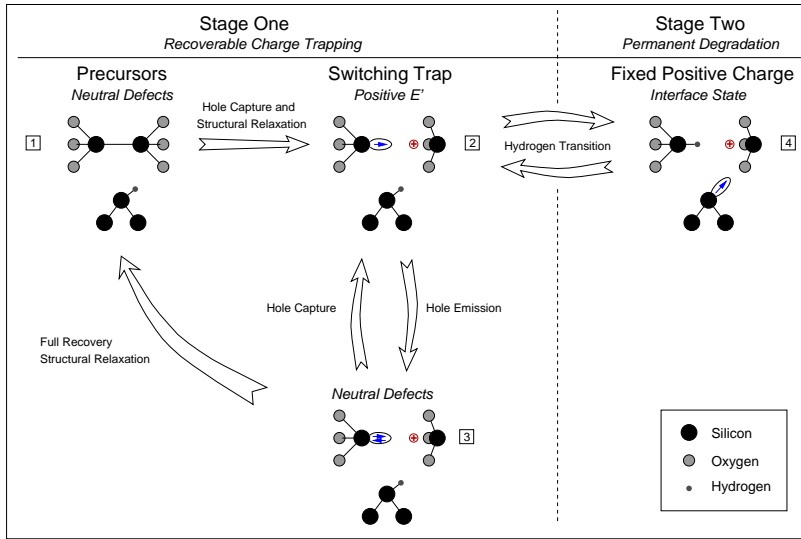 Stage One
Recoverable Charge Trapping
Stage Two
Permanent Degradation
Precursors
Neutral Defects
Switching Trap
Positive E'
Fixed Positive Charge
Interface State
1
Hole Capture and
Structural Relaxation
2
Hydrogen Transition
4
Hole Capture
Hole Emission
Full Recovery
Structural Relaxation
Neutral Defects
3
Silicon
Oxygen
Hydrogen